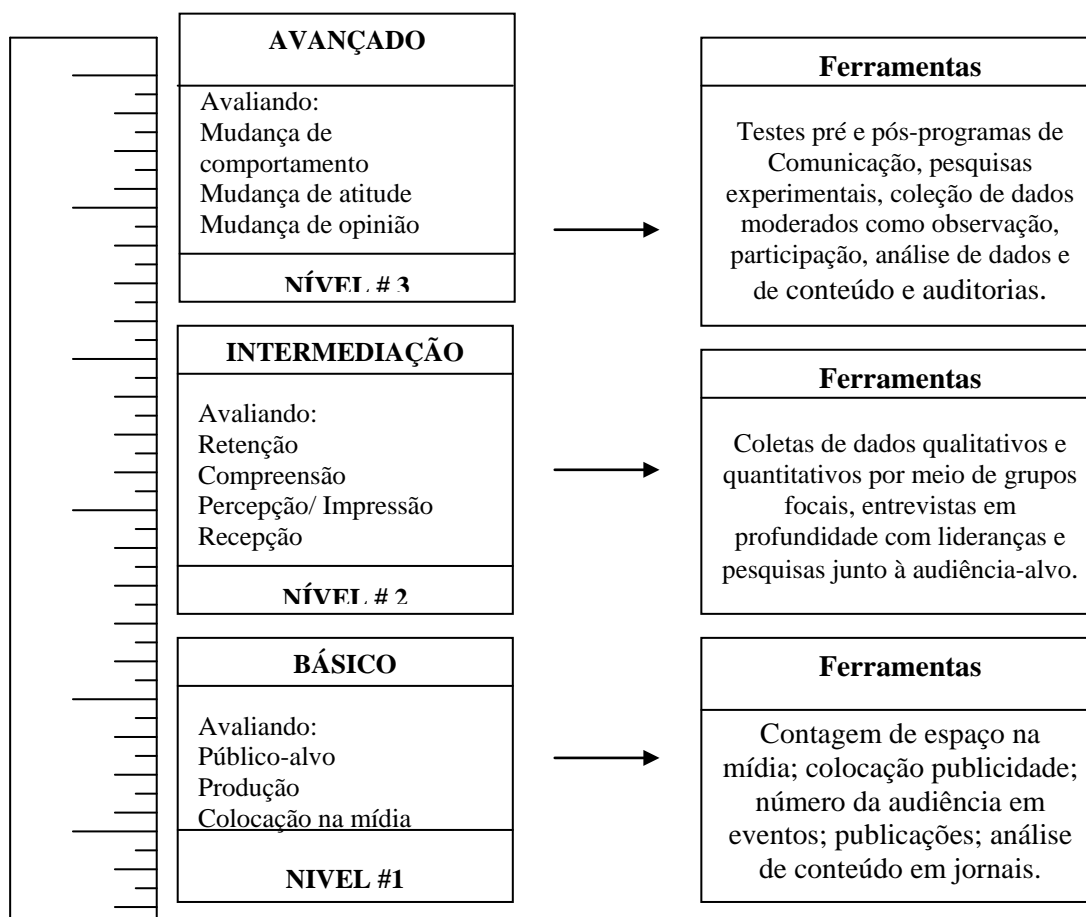 AVANÇADO
Avaliando:
Mudança de
comportamento
Mudança de atitude
Mudança de opinião
NÍVEL # 3
Ferramentas
Testes pré e pós-programas de
Comunicação, pesquisas
experimentais, coleção de dados
moderados como observação,
participação, análise de dados e
de conteúdo e auditorias.
INTERMEDIAÇÃO
Avaliando:
Retenção
Compreensão
Percepção/ Impressão
Recepção
NÍVEL # 2
Ferramentas
Coletas de dados qualitativos e
quantitativos por meio de grupos
focais, entrevistas em
profundidade com lideranças e
pesquisas junto à audiência-alvo.
BÁSICO
Avaliando:
Público-alvo
Produção
Colocação na mídia
NIVEL #1
Ferramentas
Contagem de espaço na
mídia; colocação publicidade;
número da audiência em
eventos; publicações; análise
de conteúdo em jornais.